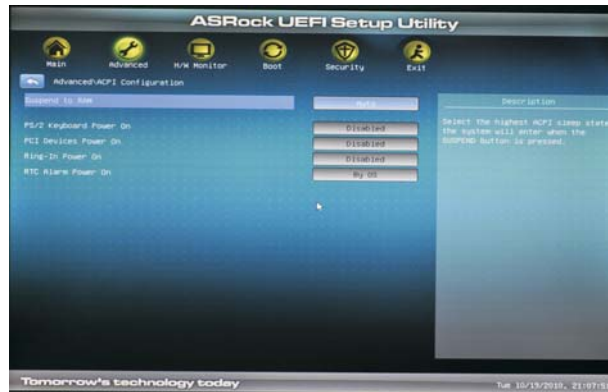 ASRock UEFI Setup Utility
Main Advanced H/W Monitor Boot Security Exit
Advanced\ACPI Configuration
Suspend to RAM Auto
PS/2 Keyboard Power On Disabled
PCI Devices Power On Disabled
Ring-In Power On Disabled
RTC Alarm Power On By OS
Description
Select the highest ACPI sleep state
the system will enter when the
SUSPEND button is pressed.
Tomorrow's technology today
Tue 10/19/2010, 21:07:5